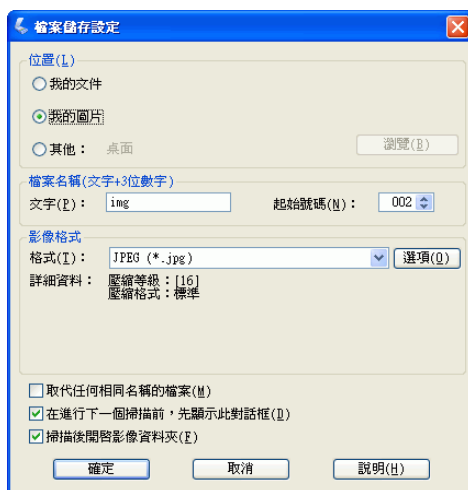 檔案儲存設定
位置(L)
我的文件
我的圖片
其他： 桌面 瀏覽(B)
檔案名稱(文字+3位數字)
文字(P)： img 起始號碼(N)： 002
影像格式
格式(T)： JPEG (*.jpg) 選項(O)
詳細資料： 壓縮等級：[16]
壓縮格式：標準
取代任何相同名稱的檔案(M)
在進行下一個掃描前，先顯示此對話框(D)
掃描後開啓影像資料夾(F)
確定 取消 說明(H)